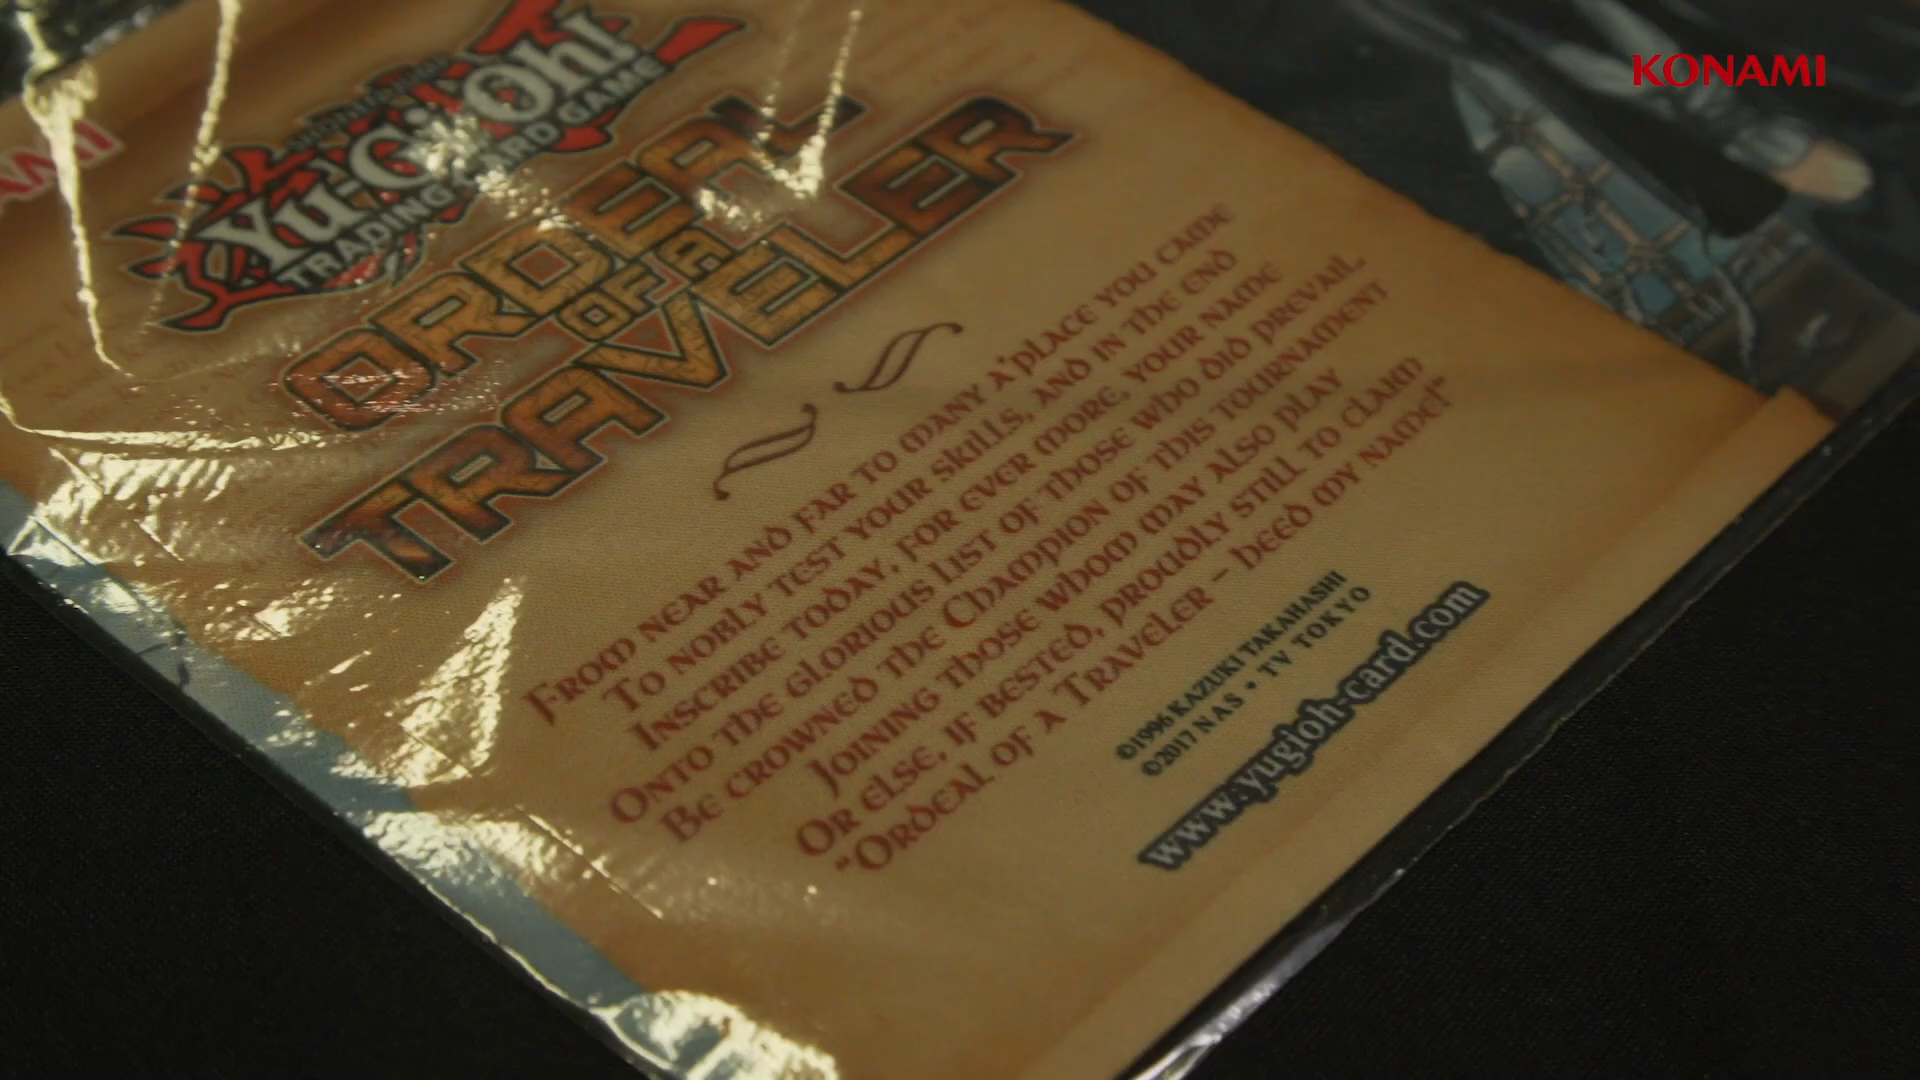 KONAMI
Yu-Gi-Oh!
TRADING CARD GAME
ORDEAL
OF A
TRAVELER
From near and far to many a place you came
To nobly test your skills, and in the end
Inscribe today, for ever more, your name
Onto the glorious list of those who did prevail.
Be crowned the Champion of this tournament
Joining those whom may also play
Or else, if bested, proudly still to claim
"Ordeal of a Traveler – heed my name!"
©1996 KAZUKI TAKAHASHI
©2017 NAS • TV TOKYO
www.yugioh-card.com